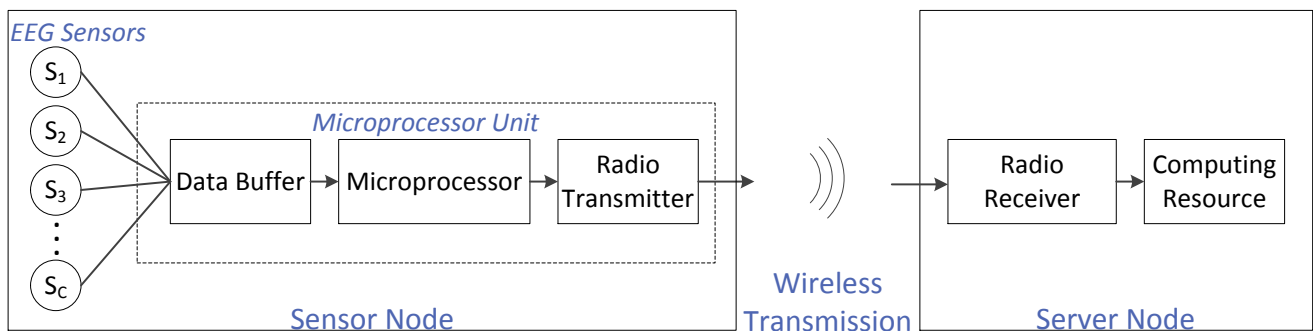 EEG Sensors
S1
S2
S3
SC
Microprocessor Unit
Data Buffer
Microprocessor
Radio
Transmitter
Sensor Node
Wireless
Transmission
Radio
Receiver
Computing
Resource
Server Node